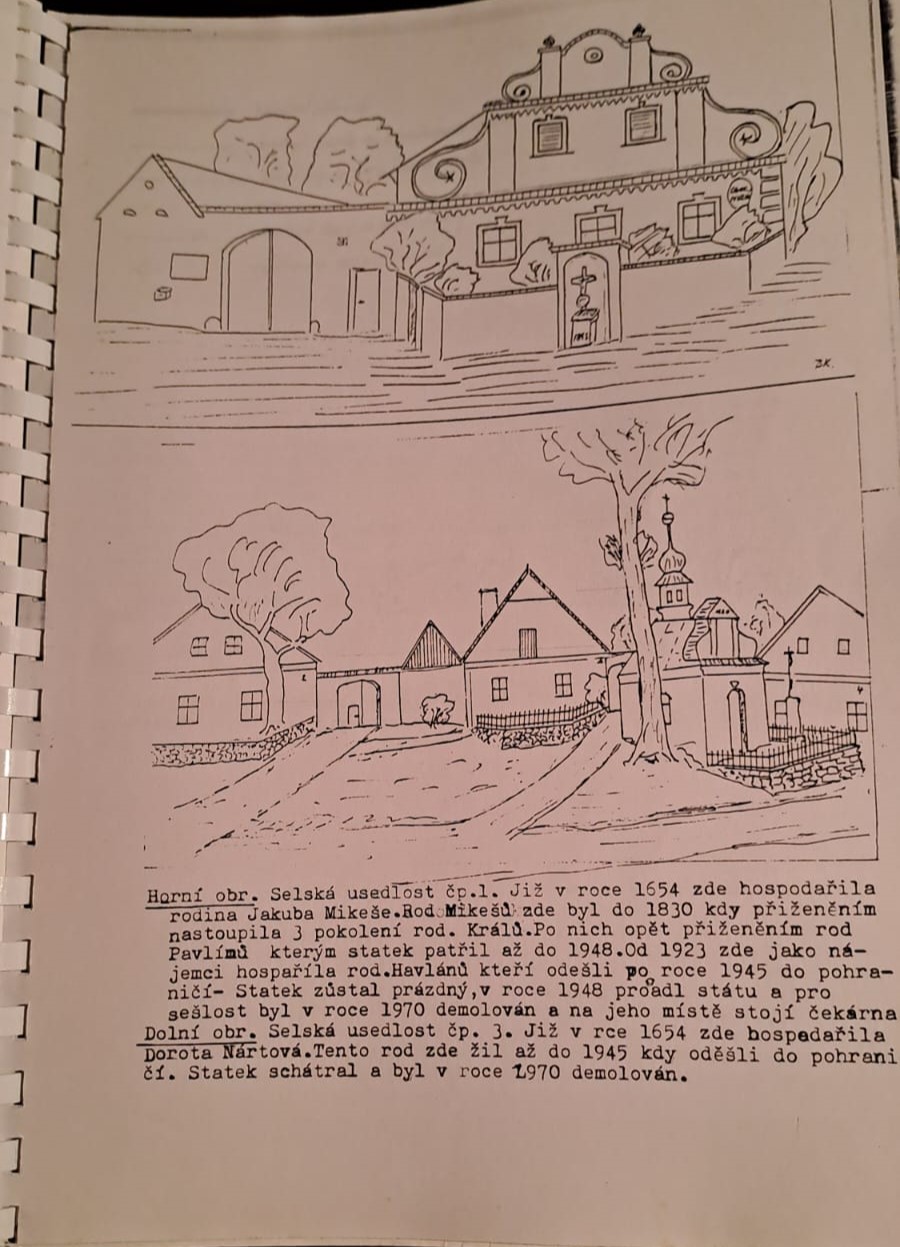 B.K.
Horní obr. Selská usedlost čp.1. Již v roce 1654 zde hospodařila
rodina Jakuba Mikeše.Rod Mikešů zde byl do 1830 kdy přiženěním
nastoupila 3 pokolení rod. Králů.Po nich opět přiženěním rod
Pavlímů kterým statek patřil až do 1948.Od 1923 zde jako ná-
jemci hospařila rod.Havlánů kteří odešli po roce 1945 do pohra-
ničí- Statek zůstal prázdný,v roce 1948 proadl státu a pro
sešlost byl v roce 1970 demolován a na jeho místě stojí čekárna
Dolní obr. Selská usedlost čp. 3. Již v rce 1654 zde hospadařila
Dorota Nártová.Tento rod zde žil až do 1945 kdy oděšli do pohrani
čí. Statek schátral a byl v roce 1970 demolován.